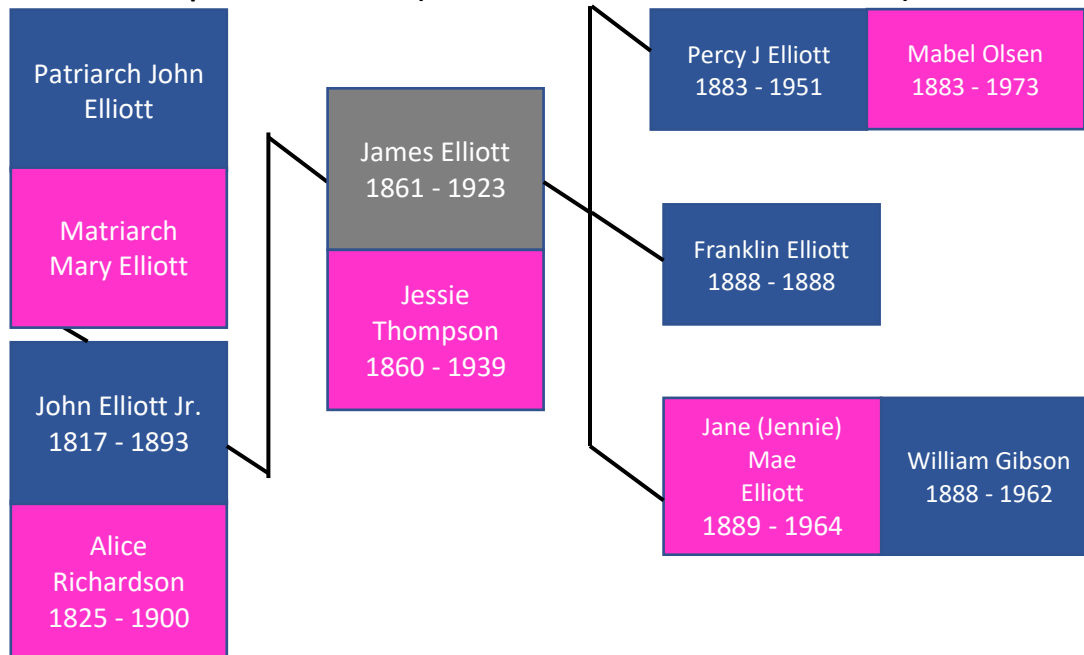 Patriarch John
Elliott
Matriarch
Mary Elliott
John Elliott Jr.
1817 - 1893
Alice
Richardson
1825 - 1900
James Elliott
1861 - 1923
Jessie
Thompson
1860 - 1939
Percy J Elliott
1883 - 1951
Mabel Olsen
1883 - 1973
Franklin Elliott
1888 - 1888
Jane (Jennie)
Mae
Elliott
1889 - 1964
William Gibson
1888 - 1962